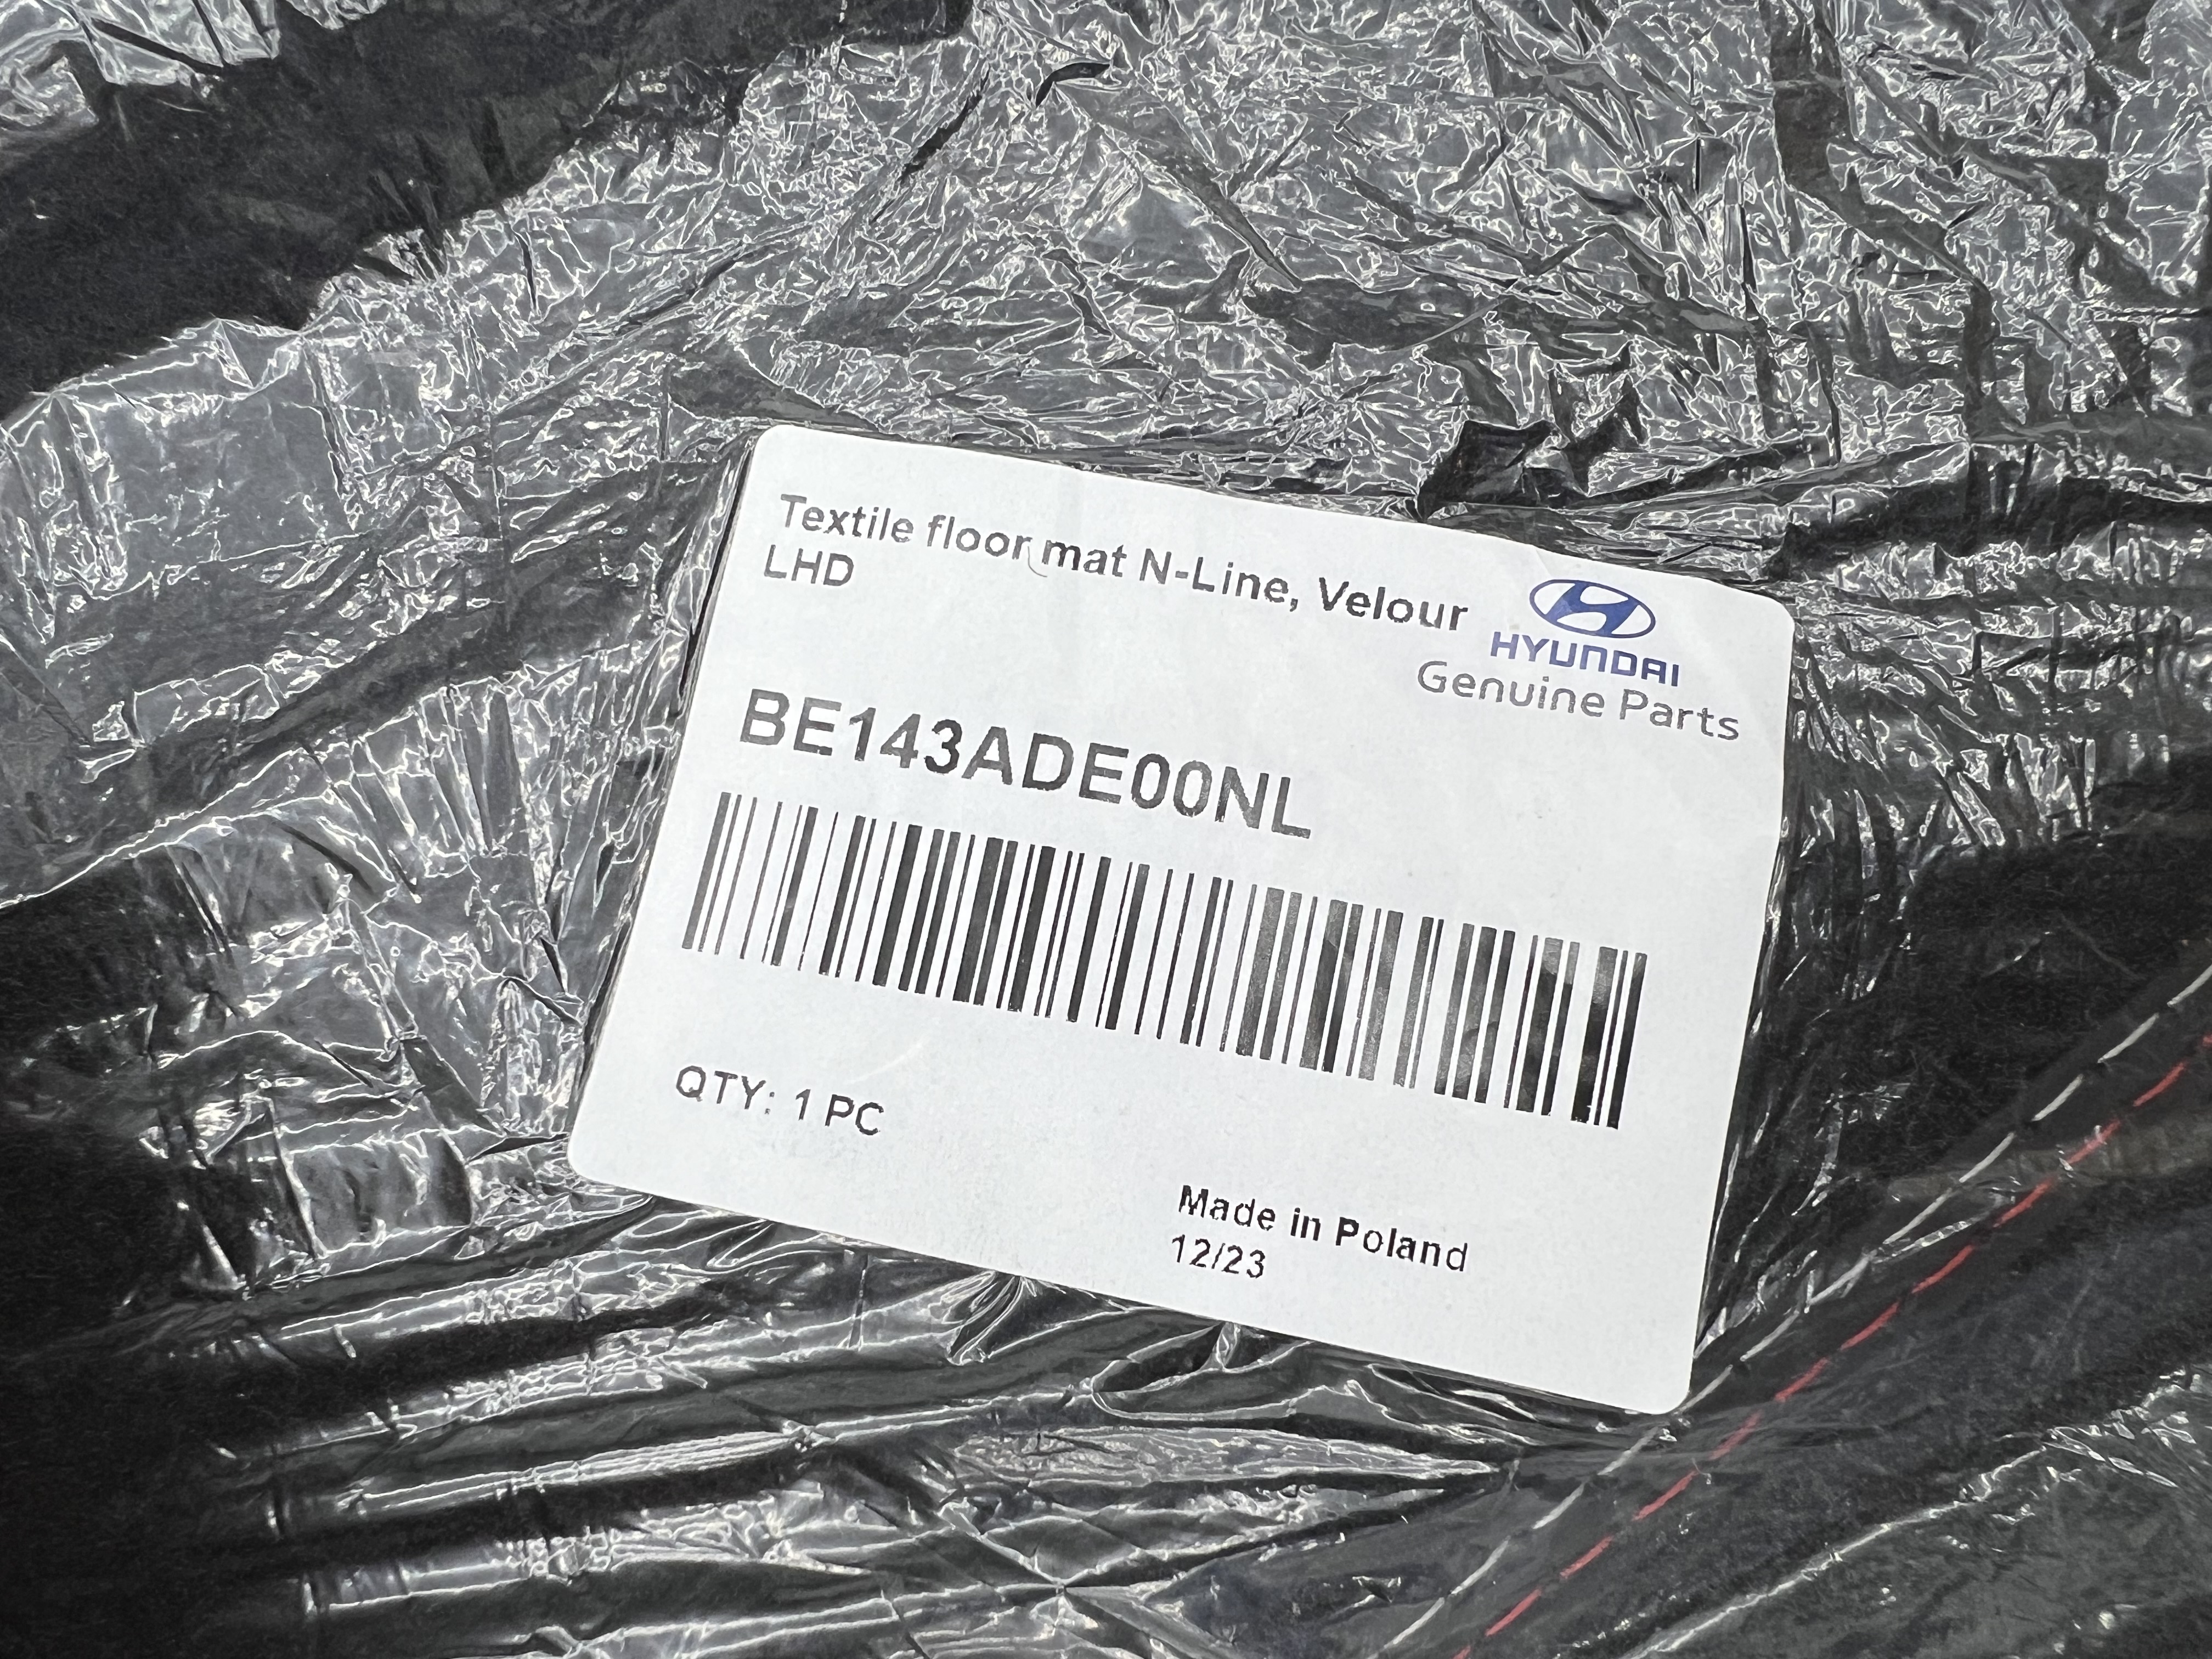 Textile floor mat N-Line, Velour
LHD
HYUNDAI
Genuine Parts
BE143ADE00NL
QTY: 1 PC
Made in Poland
12/23